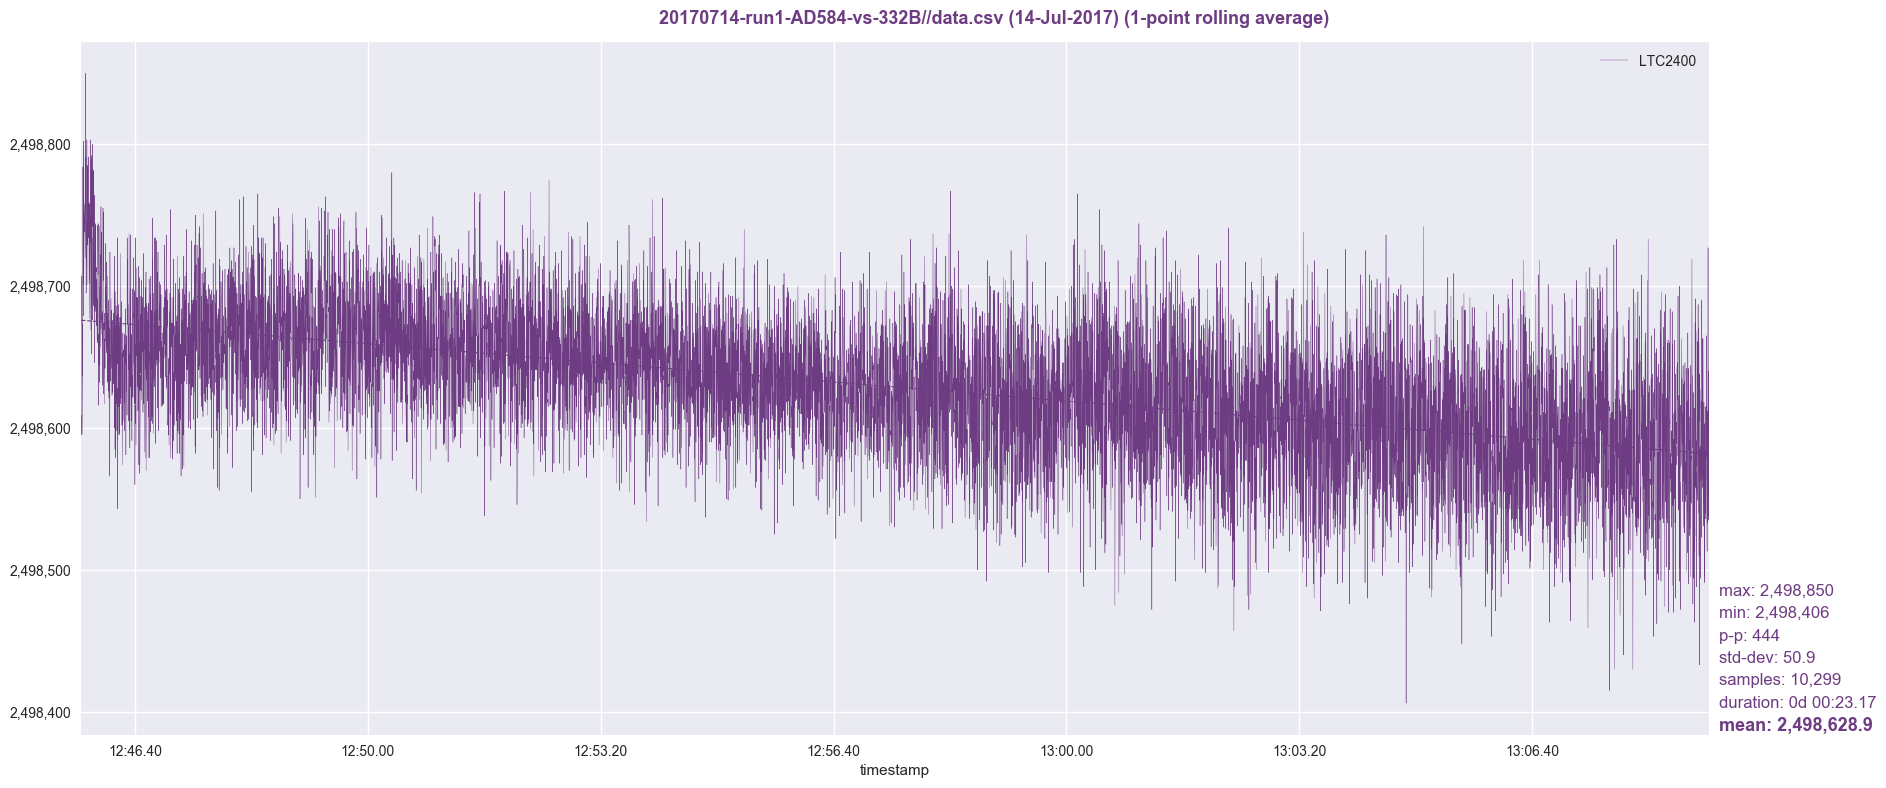 20170714-run1-AD584-vs-332B//data.csv (14-Jul-2017) (1-point rolling average)
LTC2400
2,498,800
2,498,700
2,498,600
2,498,500
2,498,400
max: 2,498,850
min: 2,498,406
p-p: 444
std-dev: 50.9
samples: 10,299
duration: 0d 00:23.17
mean: 2,498,628.9
12:46.40 12:50.00 12:53.20 12:56.40 13:00.00 13:03.20 13:06.40
timestamp